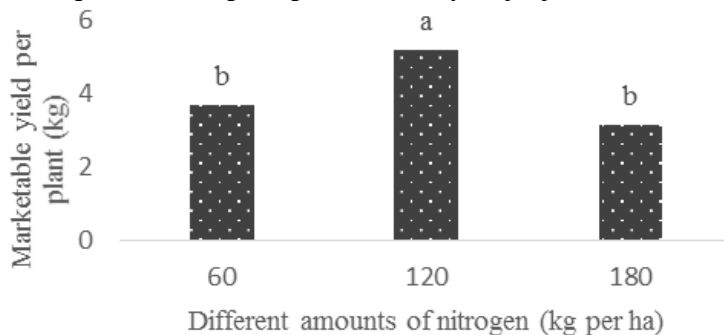 6
4
2
0
Marketable yield per
plant (kg)
b
a
b
60 120 180
Different amounts of nitrogen (kg per ha)